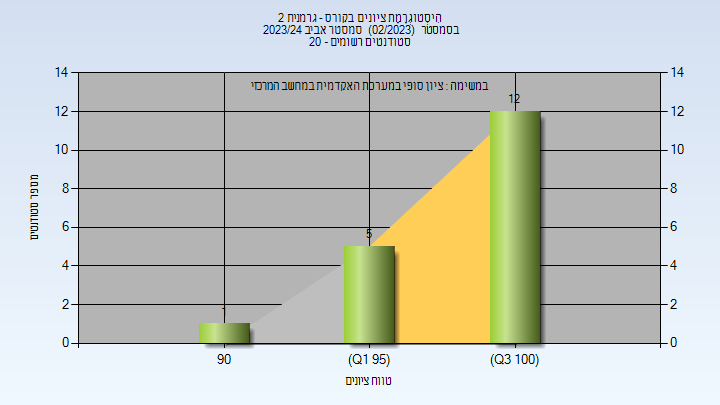 היסטוגרמת ציונים בקורס - גרמנית 2
בסמסטר (02/2023) סמסטר אביב 2023/24
סטודנטים רשומים - 20
במשימה : ציון סופי במערכת האקדמית במחשב המרכזי
מספר סטודנטים
14 14
12 12
10 10
8 8
6 6
4 4
2 2
0 0
1
5
12
90 (Q1 95) (Q3 100)
טווח ציונים